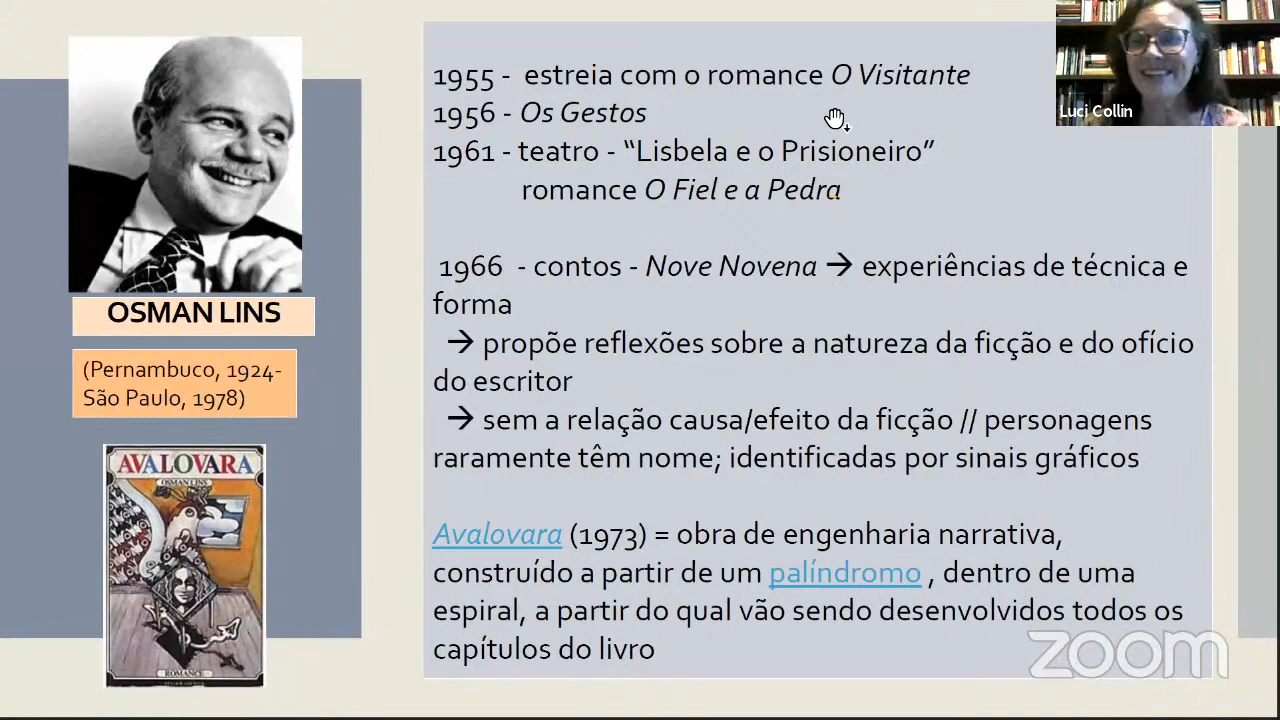 1955 - estreia com o romance O Visitante
1956 - Os Gestos
1961 - teatro - “Lisbela e o Prisioneiro”
romance O Fiel e a Pedra
1966 - contos - Nove Novena → experiências de técnica e
forma
→ propõe reflexões sobre a natureza da ficção e do ofício
do escritor
→ sem a relação causa/efeito da ficção // personagens
raramente têm nome; identificadas por sinais gráficos
Avalovara (1973) = obra de engenharia narrativa,
construído a partir de um palíndromo , dentro de uma
espiral, a partir do qual vão sendo desenvolvidos todos os
capítulos do livro
OSMAN LINS
(Pernambuco, 1924-
São Paulo, 1978)
AVALOVARA
OSMAN LINS
ROMANCE
Luci Collin
zoom